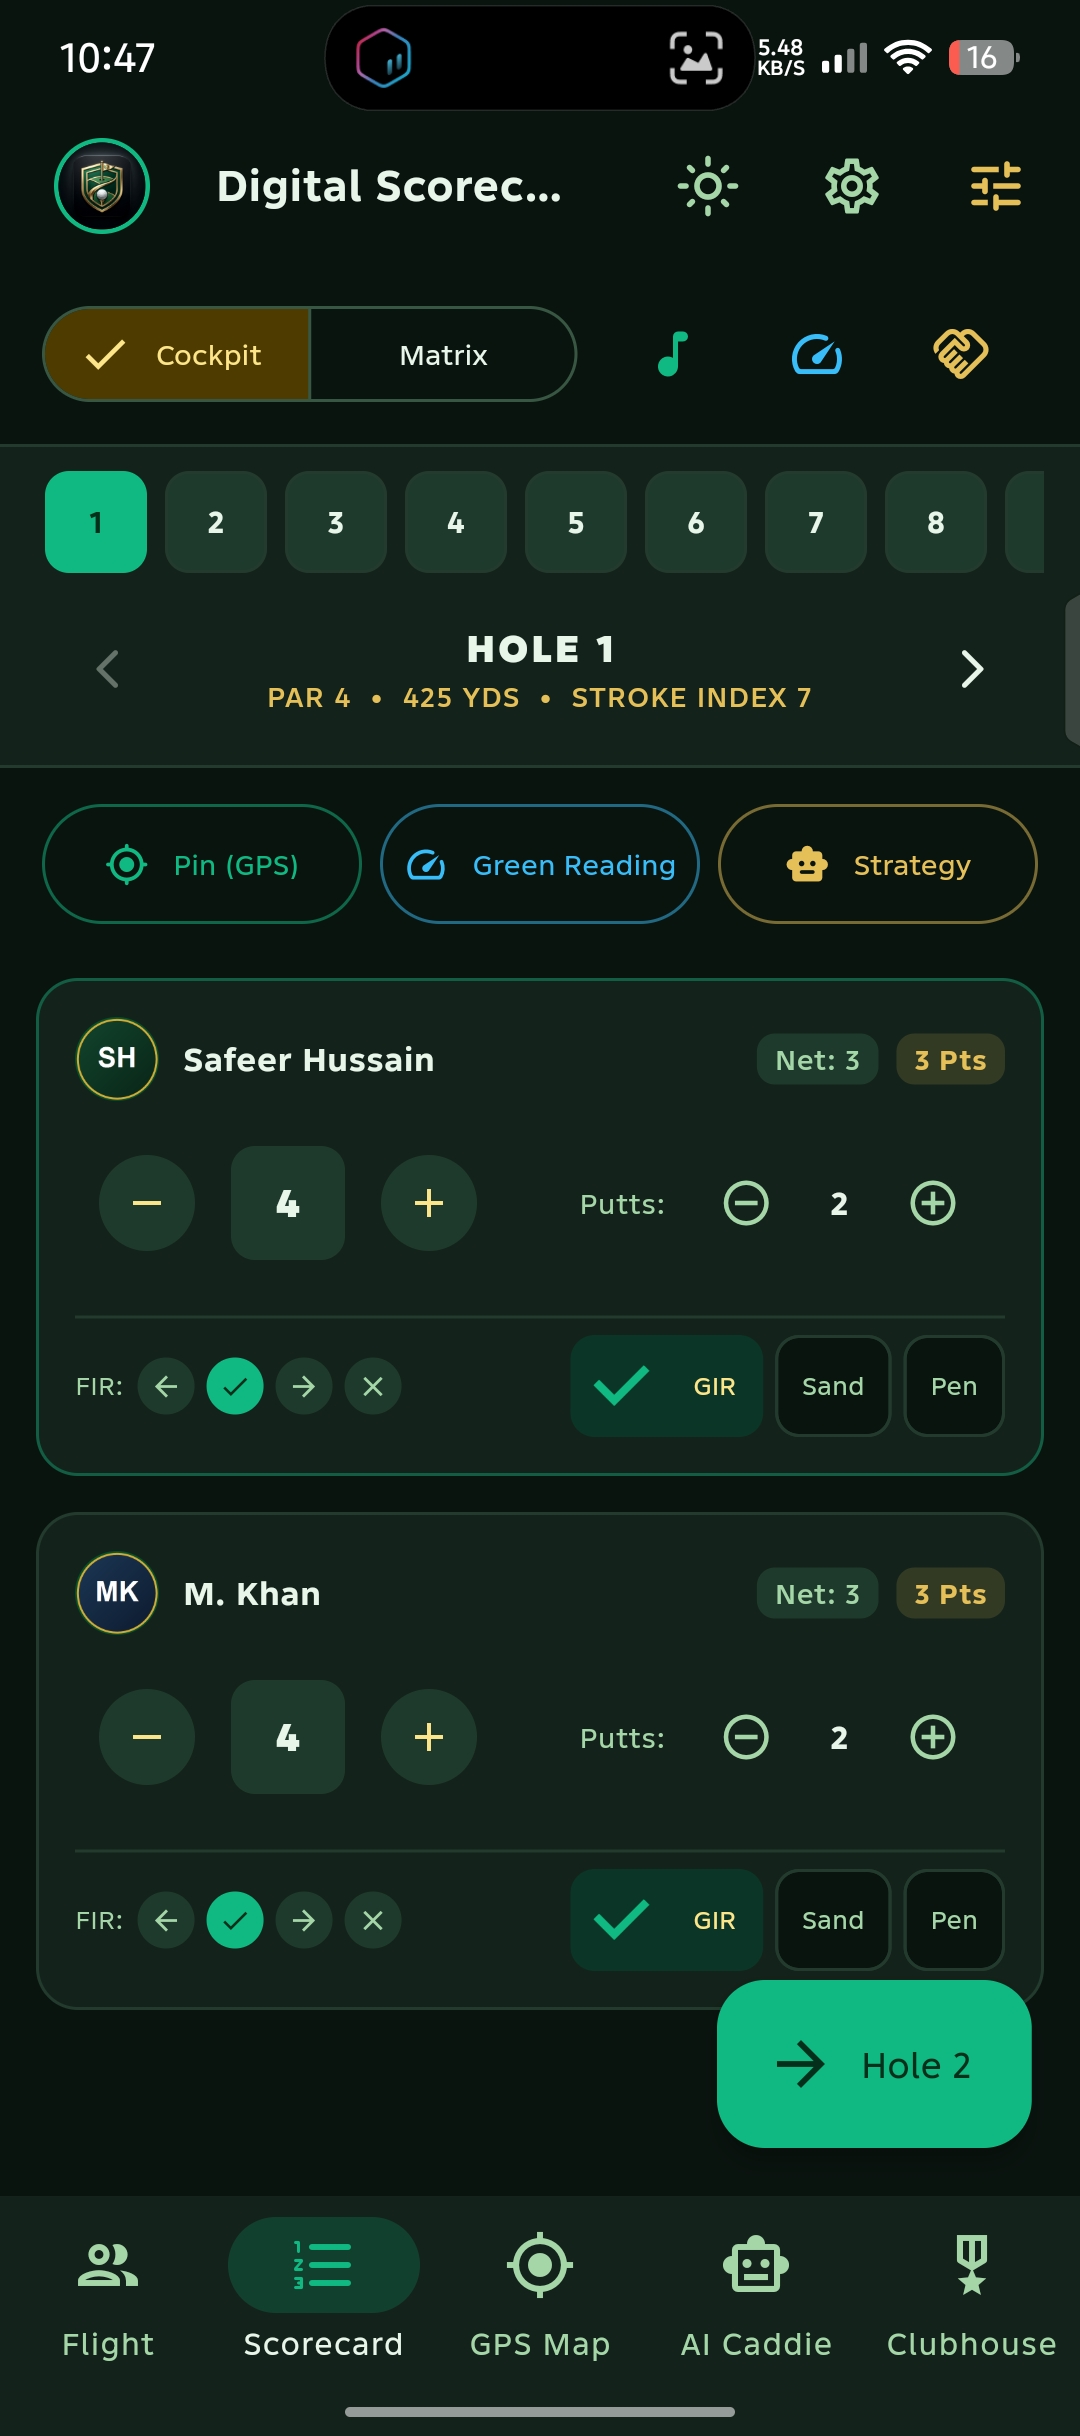 10:47
5.48
KB/S
16
Digital Scorec...
Cockpit
Matrix
1 2 3 4 5 6 7 8
HOLE 1
PAR 4 • 425 YDS • STROKE INDEX 7
Pin (GPS)
Green Reading
Strategy
SH
Safeer Hussain
Net: 3
3 Pts
4
Putts:
2
FIR:
GIR
Sand
Pen
MK
M. Khan
Net: 3
3 Pts
4
Putts:
2
FIR:
GIR
Sand
Pen
Hole 2
Flight
Scorecard
GPS Map
AI Caddie
Clubhouse